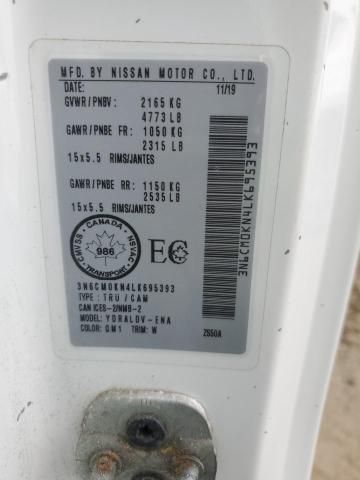 MFD. BY NISSAN MOTOR CO., LTD.
DATE: 11/19
GVWR/PNBV : 2165 KG
4773 LB
GAWR/PNBE FR: 1050 KG
2315 LB
15x5.5 RIMS/JANTES
GAWR/PNBE RR: 1150 KG
2535 LB
15x5.5 RIMS/JANTES
CANADA
CMVSS
986
NSVAC
TRANSPORT
EC
3N6CM0KN4LK695393
TYPE: TRU / CAM
CAN ICES-2/NMB-2
MODEL: YDRALDV-ENA
COLOR: QM1 TRIM: W
ZS50A
3N6CM0KN4LK695393